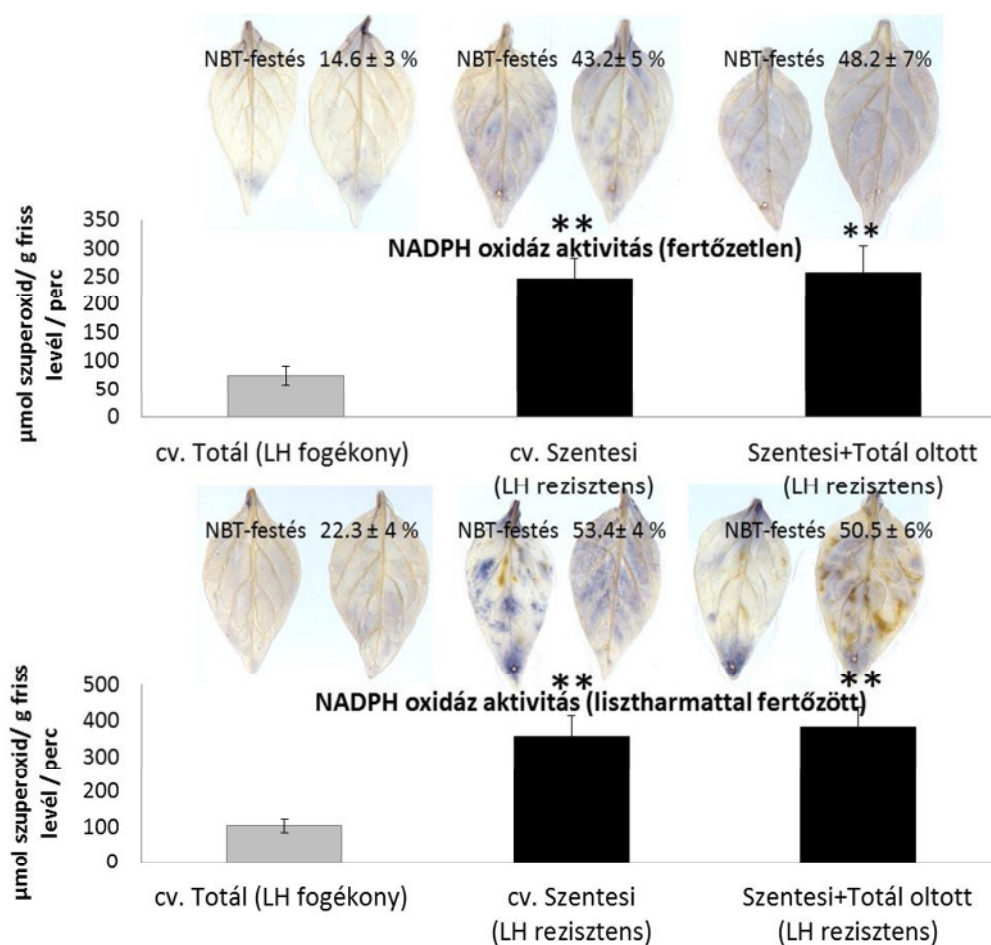 NBT-festés 14.6 ± 3 %
NBT-festés 43.2± 5 %
NBT-festés 48.2 ± 7%
** **
NADPH oxidáz aktivitás (fertőzetlen)
µmol szuperoxid/ g friss
levél / perc
350
300
250
200
150
100
50
0
cv. Totál (LH fogékony)
cv. Szentesi
(LH rezisztens)
Szentesi+Totál oltott
(LH rezisztens)
NBT-festés 22.3 ± 4 %
NBT-festés 53.4± 4 %
NBT-festés 50.5 ± 6%
** **
NADPH oxidáz aktivitás (lisztharmattal fertőzött)
µmol szuperoxid/ g friss
levél / perc
500
400
300
200
100
0
cv. Totál (LH fogékony)
cv. Szentesi
(LH rezisztens)
Szentesi+Totál oltott
(LH rezisztens)